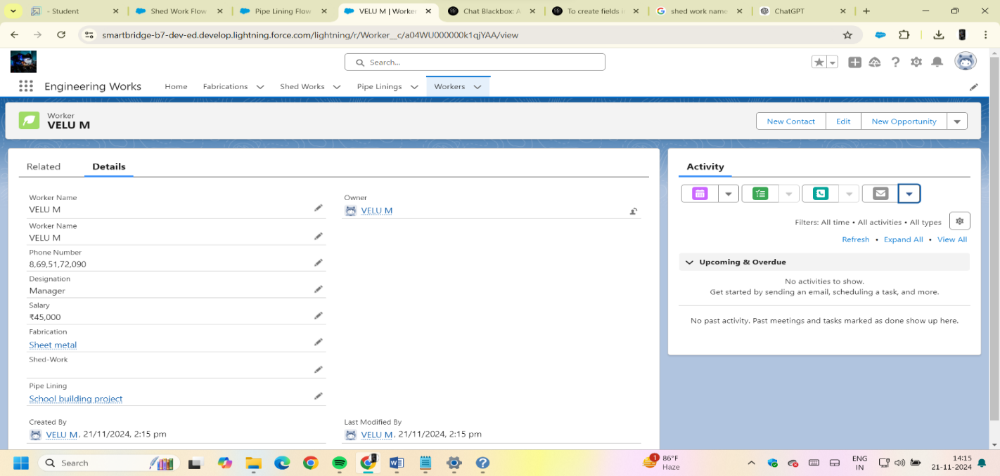 - Student
Shed Work Flow
Pipe Lining Flow
VELU M | Worker
Chat Blackbox: A
To create fields i
shed work name
ChatGPT
smartbridge-b7-dev-ed.develop.lightning.force.com/lightning/r/Worker__c/a04WU000000k1qjYAA/view
Search...
Engineering Works
Home
Fabrications
Shed Works
Pipe Linings
Workers
Worker
VELU M
New Contact
Edit
New Opportunity
Related
Details
Worker Name
VELU M
Owner
VELU M
Worker Name
VELU M
Phone Number
8,69,51,72,090
Designation
Manager
Salary
₹45,000
Fabrication
Sheet metal
Shed-Work
Pipe Lining
School building project
Created By
VELU M, 21/11/2024, 2:15 pm
Last Modified By
VELU M, 21/11/2024, 2:15 pm
Activity
Filters: All time • All activities • All types
Refresh • Expand All • View All
Upcoming & Overdue
No activities to show.
Get started by sending an email, scheduling a task, and more.
No past activity. Past meetings and tasks marked as done show up here.
Search
1
86°F
Haze
ENG
IN
14:15
21-11-2024